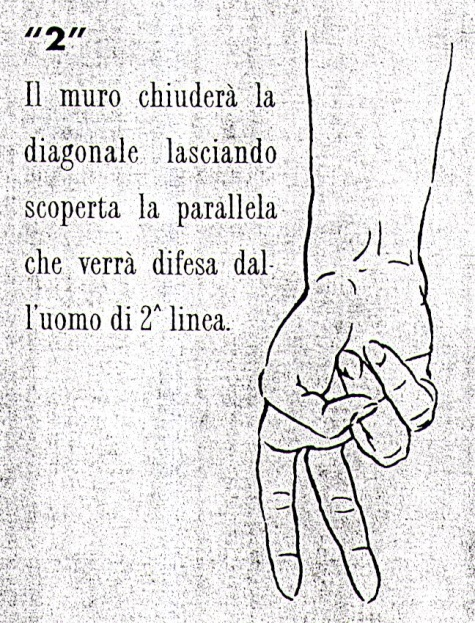 "2"
Il muro chiuderà la
diagonale lasciando
scoperta la parallela
che verrà difesa dal-
l'uomo di 2^ linea.